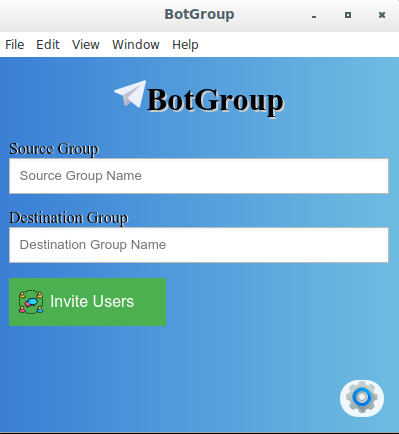 BotGroup
File Edit View Window Help
BotGroup
Source Group
Source Group Name
Destination Group
Destination Group Name
Invite Users